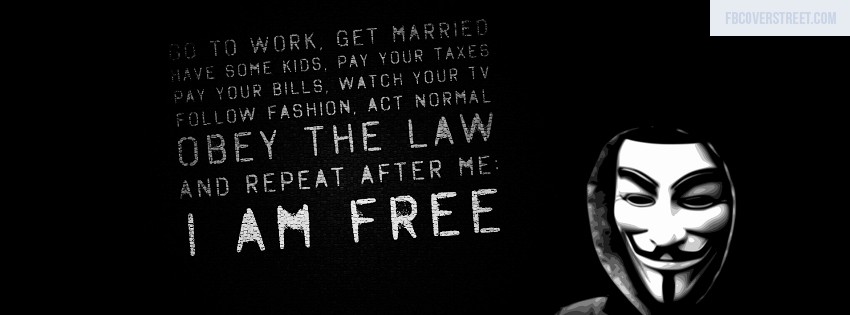 FBCOVERSTREET.COM
GO TO WORK, GET MARRIED
HAVE SOME KIDS, PAY YOUR TAXES
PAY YOUR BILLS, WATCH YOUR TV
FOLLOW FASHION, ACT NORMAL
OBEY THE LAW
AND REPEAT AFTER ME:
I AM FREE